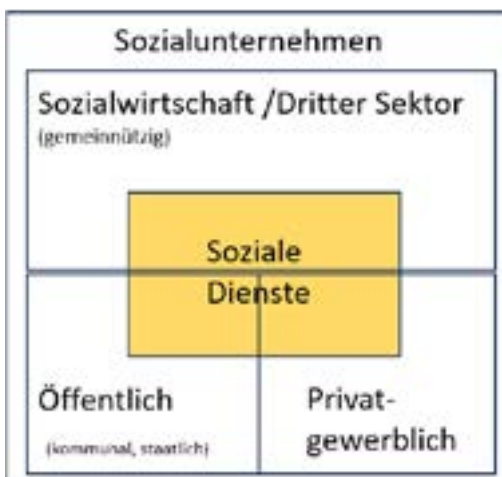 Sozialunternehmen
Sozialwirtschaft /Dritter Sektor
(gemeinnützig)
Soziale
Dienste
Öffentlich
(kommunal, staatlich)
Privat-
gewerblich